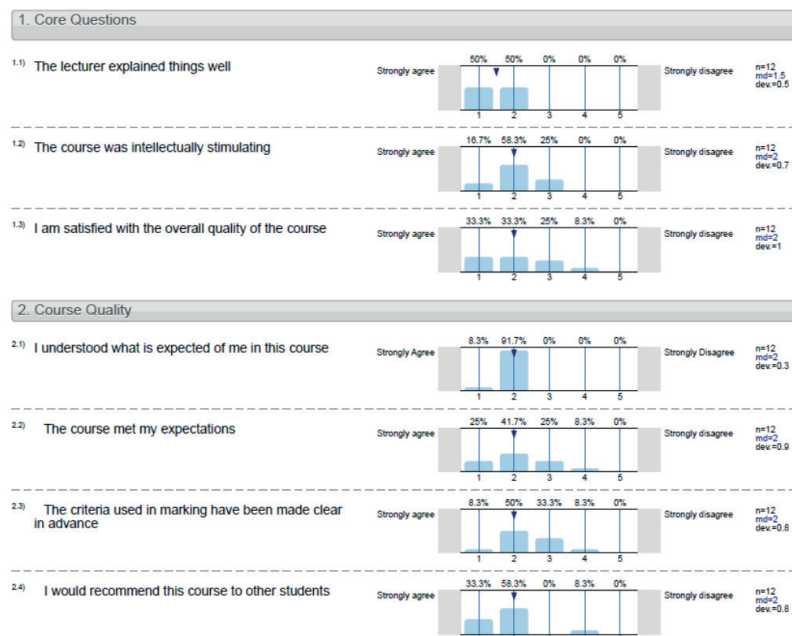 1. Core Questions
1.1) The lecturer explained things well
Strongly agree
50% 50% 0% 0% 0%
1 2 3 4 5
Strongly disagree
n=12
md=1.5
dev.=0.5
1.2) The course was intellectually stimulating
Strongly agree
16.7% 58.3% 25% 0% 0%
1 2 3 4 5
Strongly disagree
n=12
md=2
dev.=0.7
1.3) I am satisfied with the overall quality of the course
Strongly agree
33.3% 33.3% 25% 8.3% 0%
1 2 3 4 5
Strongly disagree
n=12
md=2
dev.=1
2. Course Quality
2.1) I understood what is expected of me in this course
Strongly Agree
8.3% 91.7% 0% 0% 0%
1 2 3 4 5
Strongly Disagree
n=12
md=2
dev.=0.3
2.2) The course met my expectations
Strongly agree
25% 41.7% 25% 8.3% 0%
1 2 3 4 5
Strongly disagree
n=12
md=2
dev.=0.9
2.3) The criteria used in marking have been made clear
in advance
Strongly agree
8.3% 50% 33.3% 8.3% 0%
1 2 3 4 5
Strongly disagree
n=12
md=2
dev.=0.8
2.4) I would recommend this course to other students
Strongly agree
33.3% 58.3% 0% 8.3% 0%
Strongly disagree
n=12
md=2
dev.=0.8